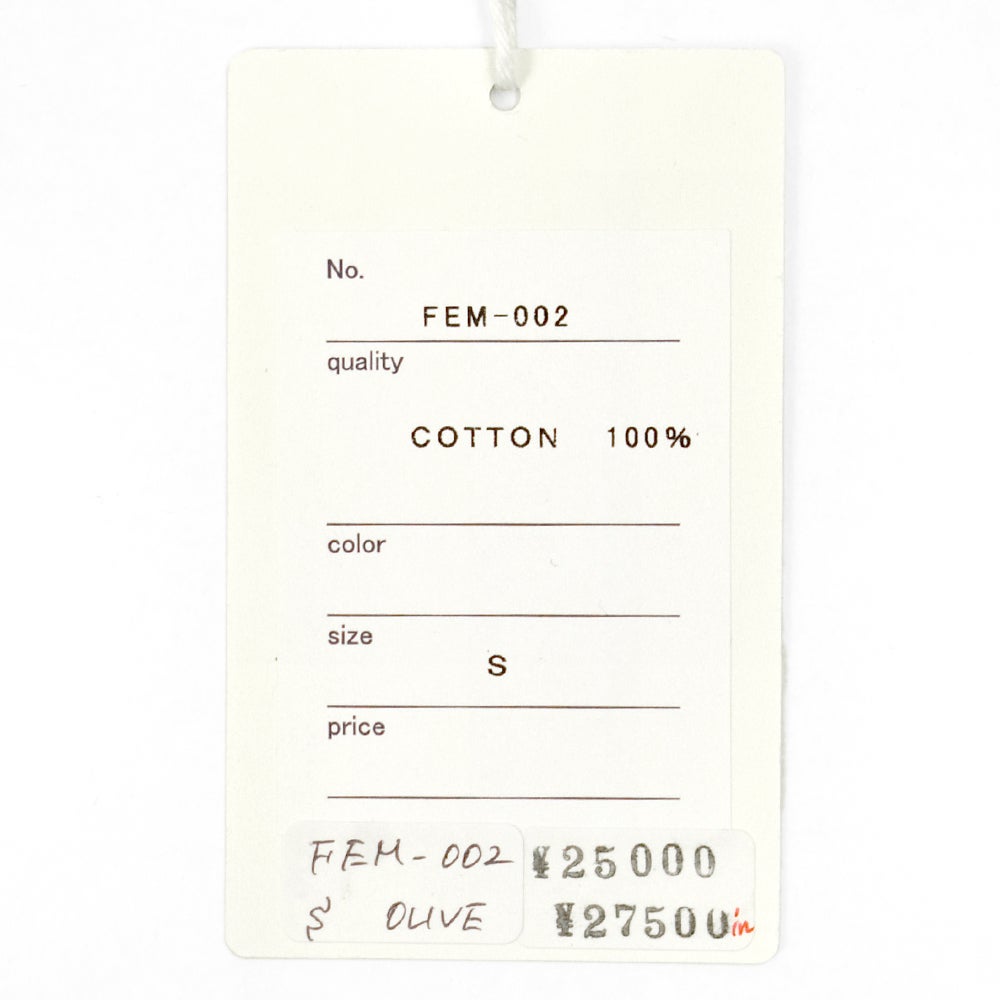 No.
FEM-002
quality
COTTON 100%
color
size
S
price
FEM-002
S OLIVE
¥25000
¥27500in